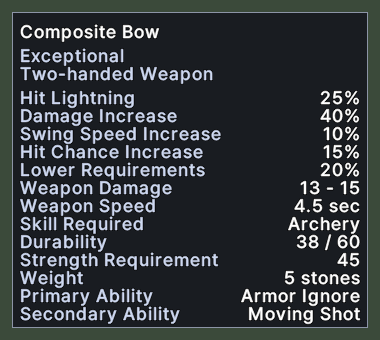 Composite Bow
Exceptional
Two-handed Weapon
Hit Lightning 25%
Damage Increase 40%
Swing Speed Increase 10%
Hit Chance Increase 15%
Lower Requirements 20%
Weapon Damage 13 - 15
Weapon Speed 4.5 sec
Skill Required Archery
Durability 38 / 60
Strength Requirement 45
Weight 5 stones
Primary Ability Armor Ignore
Secondary Ability Moving Shot